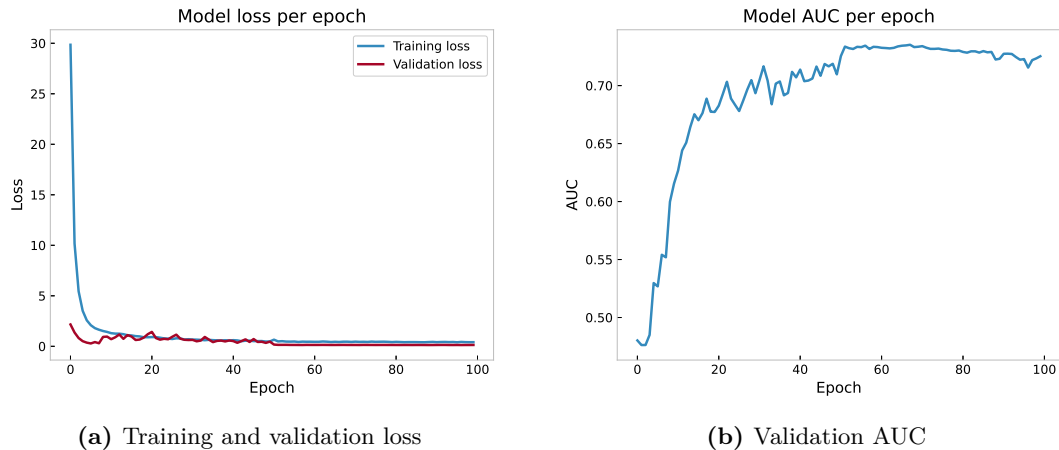 Model loss per epoch
Training loss
Validation loss
30
25
20
15
10
5
0
Loss
0
20
40
60
80
100
Epoch
(a) Training and validation loss
Model AUC per epoch
0.70
0.65
0.60
0.55
0.50
AUC
0
20
40
60
80
100
Epoch
(b) Validation AUC